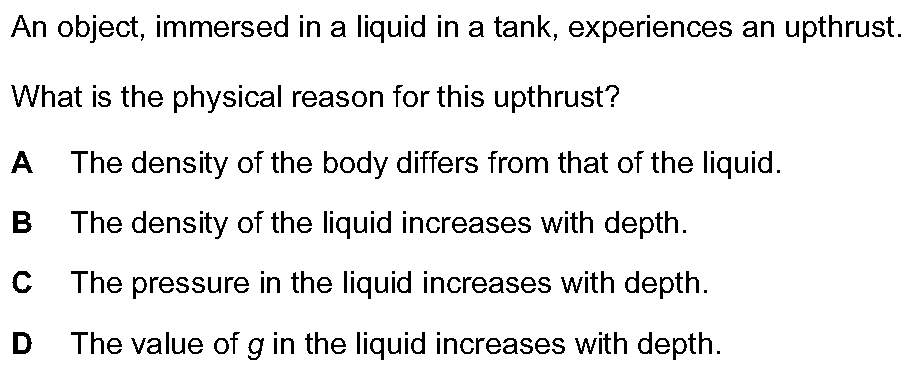 An object, immersed in a liquid in a tank, experiences an upthrust.
What is the physical reason for this upthrust?
A The density of the body differs from that of the liquid.
B The density of the liquid increases with depth.
C The pressure in the liquid increases with depth.
D The value of g in the liquid increases with depth.